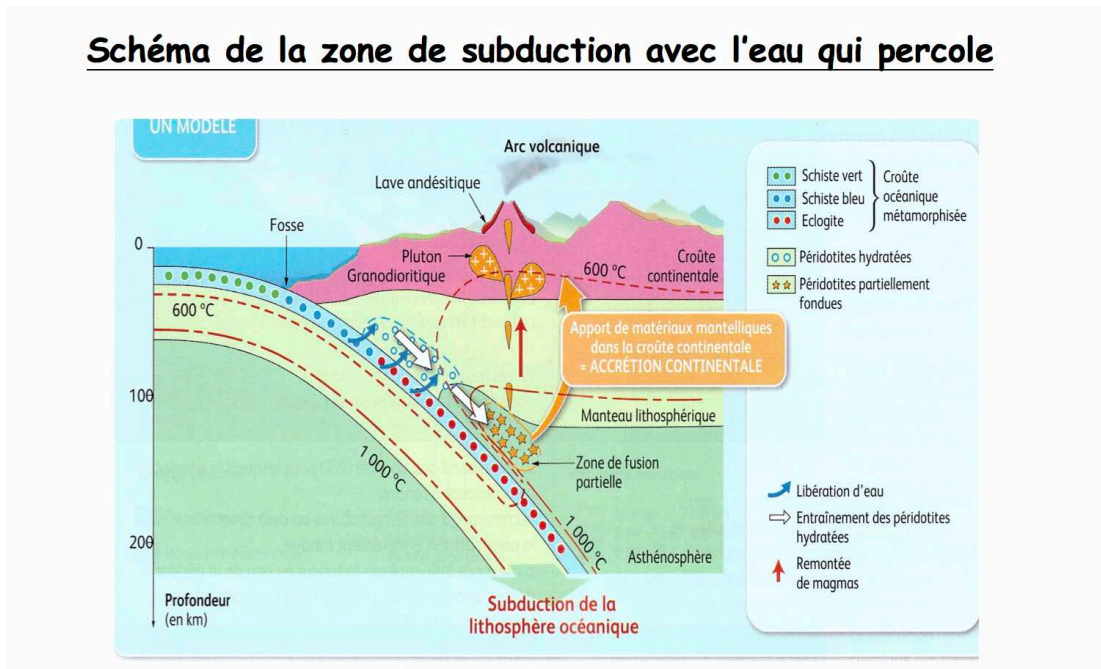 Schéma de la zone de subduction avec l'eau qui percole
UN MODÈLE
Arc volcanique
Lave andésitique
Fosse
0
Pluton
Granodioritique
600 °C
Croûte
continentale
600 °C
Apport de matériaux mantelliques
dans la croûte continentale
= ACCRÉTION CONTINENTALE
100
Manteau lithosphérique
1 000 °C
Zone de fusion
partielle
200
1 000 °C
Asthénosphère
Profondeur
(en km)
Subduction de la
lithosphère océanique
Schiste vert
Schiste bleu
Eclogite
Croûte
océanique
métamorphisée
Péridotites hydratées
Péridotites partiellement
fondues
Libération d'eau
Entraînement des péridotites
hydratées
Remontée
de magmas